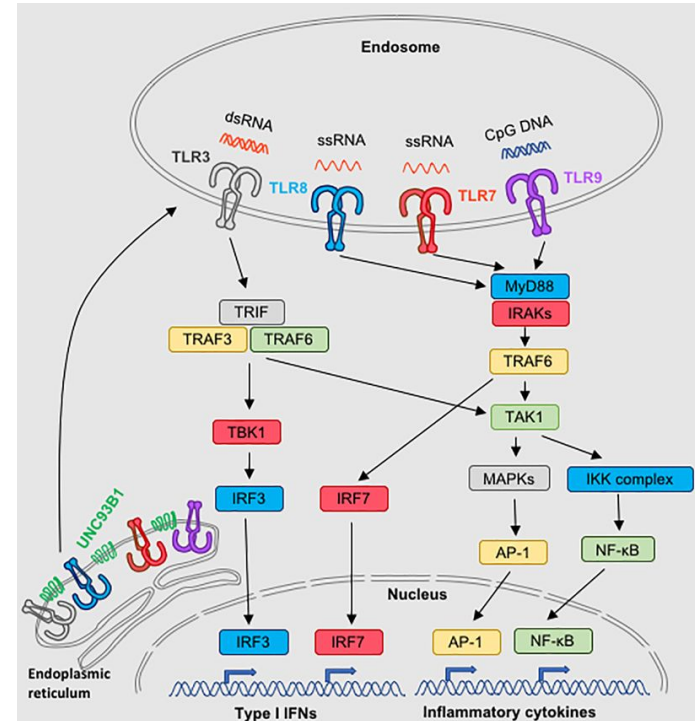 Endosome
dsRNA
ssRNA
ssRNA
CpG DNA
TLR3
TLR8
TLR7
TLR9
MyD88
IRAKs
TRIF
TRAF3
TRAF6
TRAF6
TAK1
TBK1
IRF3
IRF7
MAPKs
IKK complex
UNC93B1
AP-1
NF-κB
Nucleus
IRF3
IRF7
AP-1
NF-κB
Endoplasmic
reticulum
Type I IFNs
Inflammatory cytokines